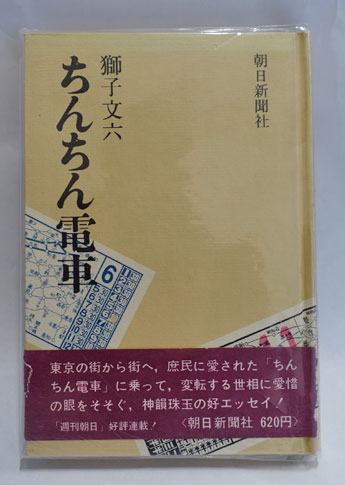 朝日新聞社
獅子文六
ちんちん電車
6
東京の街から街へ，庶民に愛された「ちん
ちん電車」に乗って，変転する世相に愛惜
の眼をそそぐ，神韻珠玉の好エッセイ！
「週刊朝日」好評連載！
〈朝日新聞社 620円〉